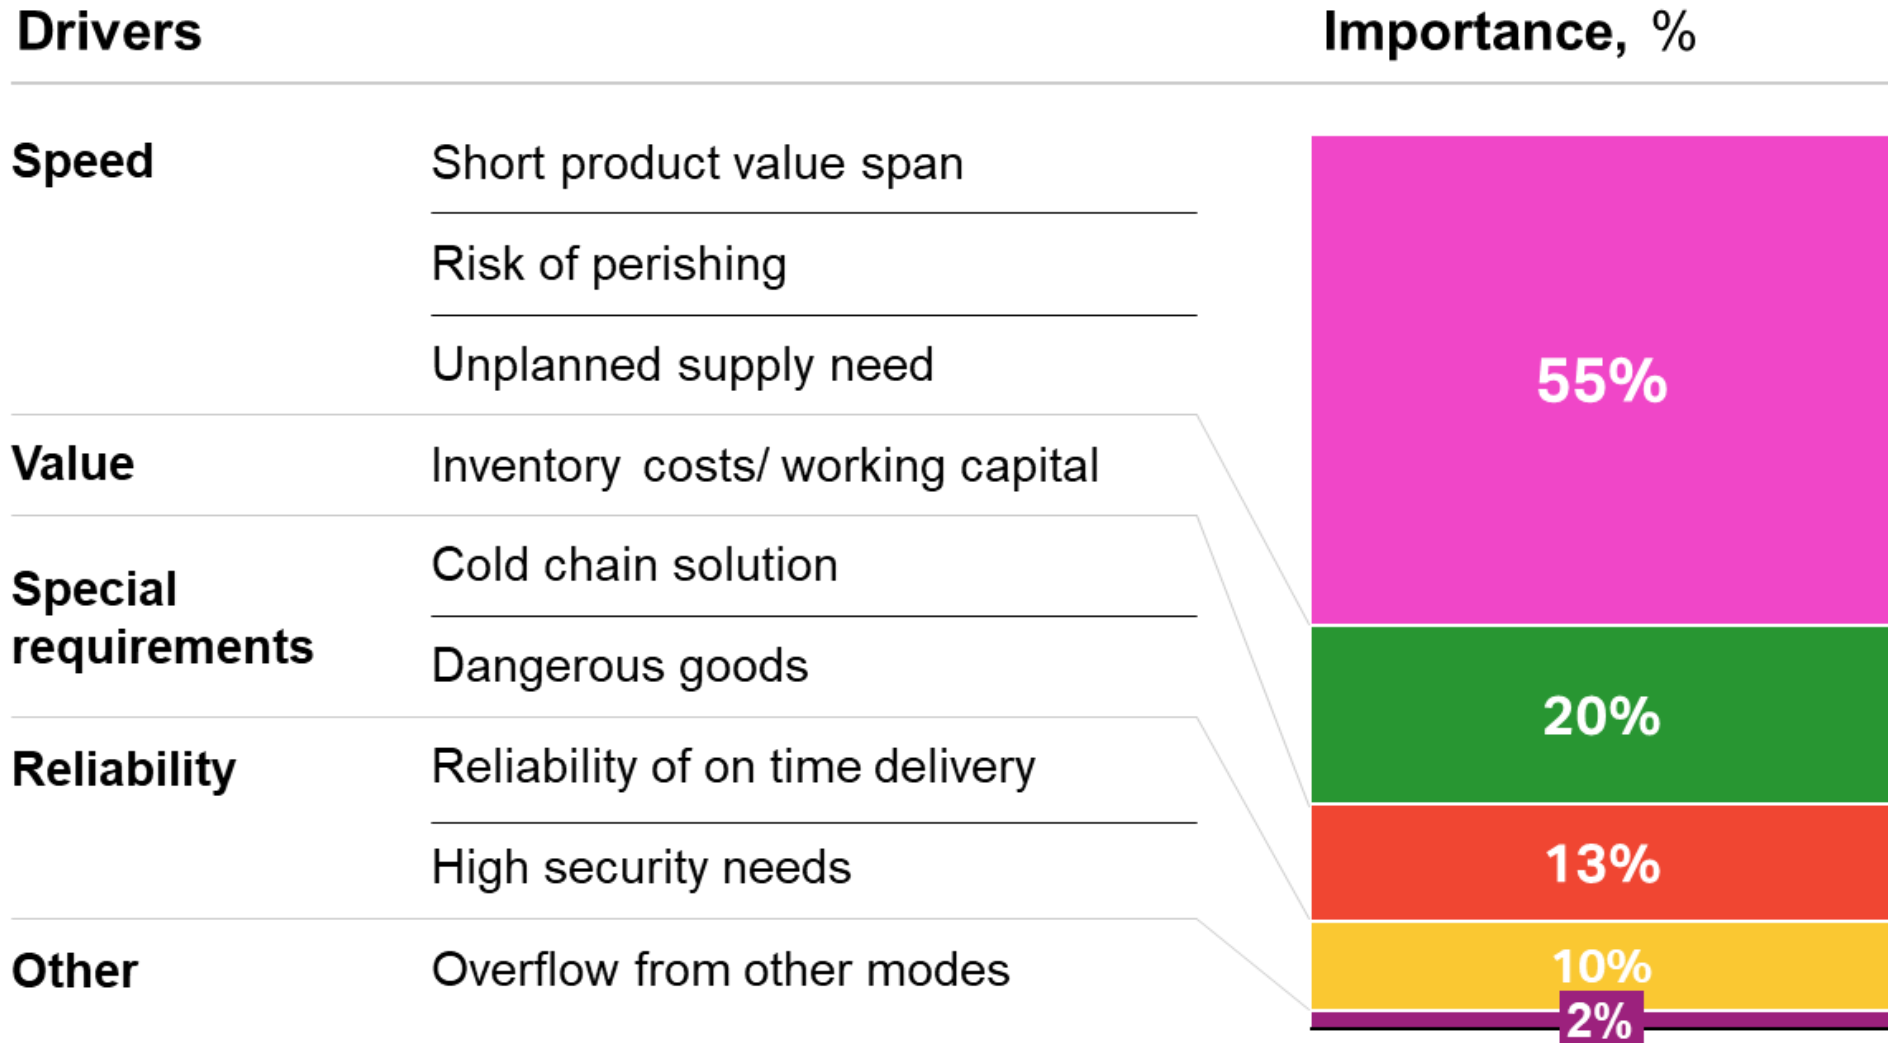 Drivers
Importance, %
Speed
Short product value span
Risk of perishing
Unplanned supply need
55%
Value
Inventory costs/ working capital
20%
Special
requirements
Cold chain solution
Dangerous goods
13%
Reliability
Reliability of on time delivery
High security needs
10%
Other
Overflow from other modes
2%